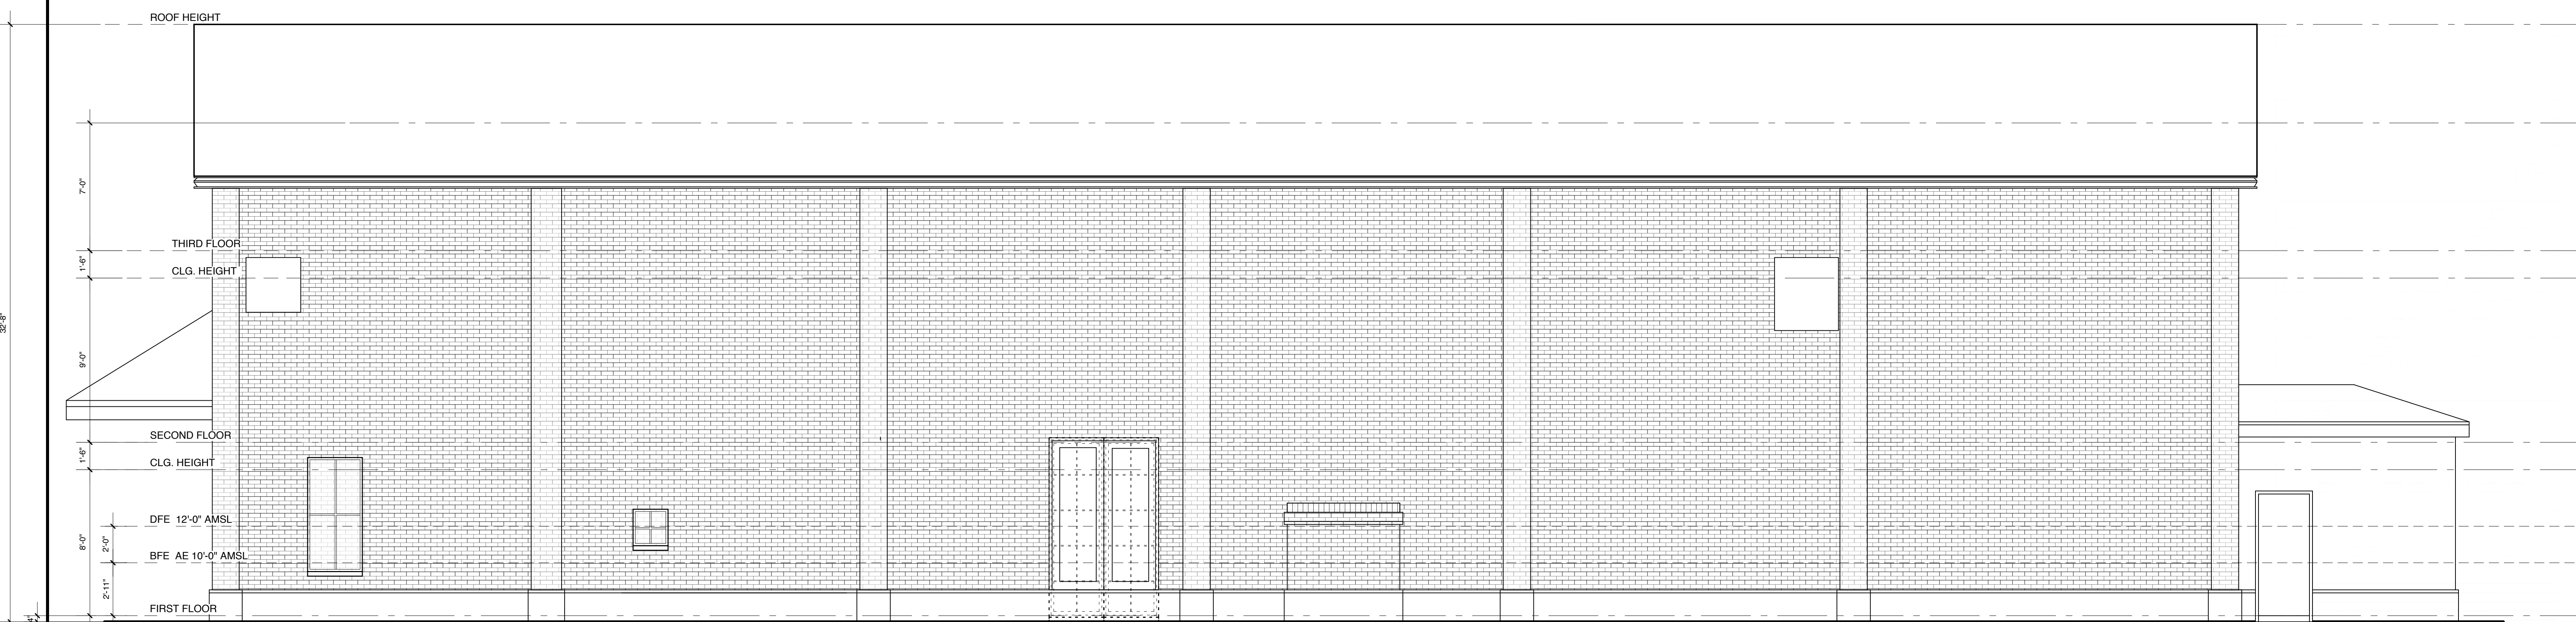 ROOF HEIGHT
7'-0"
THIRD FLOOR
1'-6"
CLG. HEIGHT
32'-8"
9'-0"
SECOND FLOOR
1'-6"
CLG. HEIGHT
DFE 12'-0" AMSL
8'-0"
2'-0"
BFE AE 10'-0" AMSL
2'-11"
FIRST FLOOR